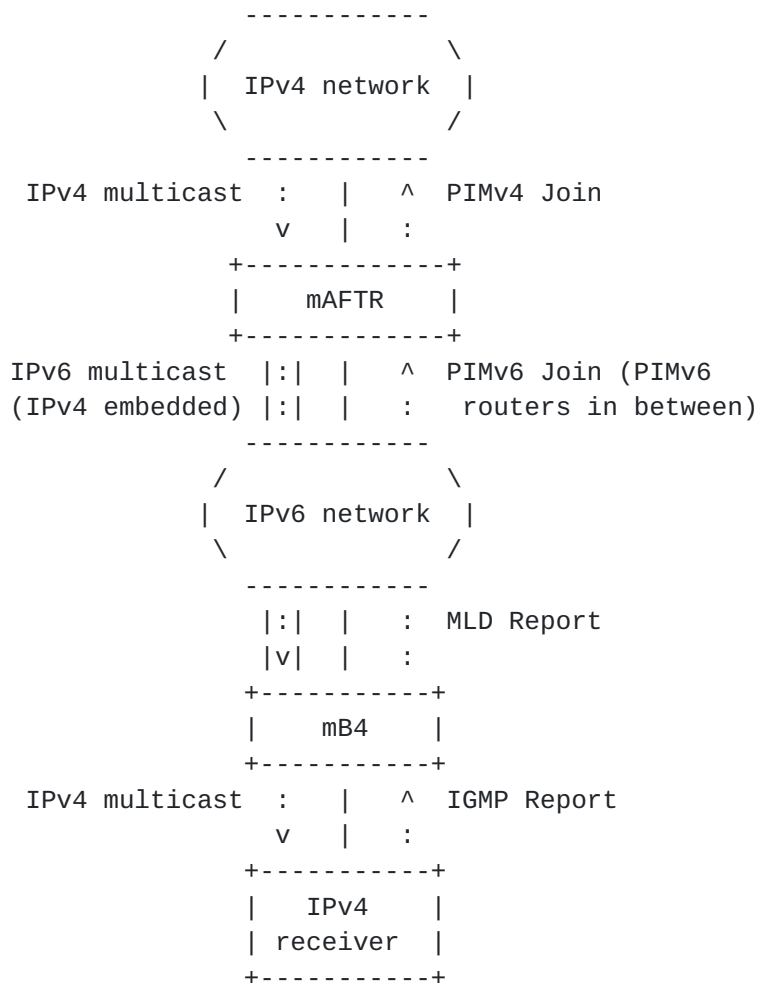 IPv4 network
IPv4 multicast : | ^ PIMv4 Join
v | :
mAFTR
IPv6 multicast |:| | ^ PIMv6 Join (PIMv6
(IPv4 embedded) |:| | : routers in between)
IPv6 network
|:| | : MLD Report
|v| | :
mB4
IPv4 multicast : | ^ IGMP Report
v | :
IPv4
receiver